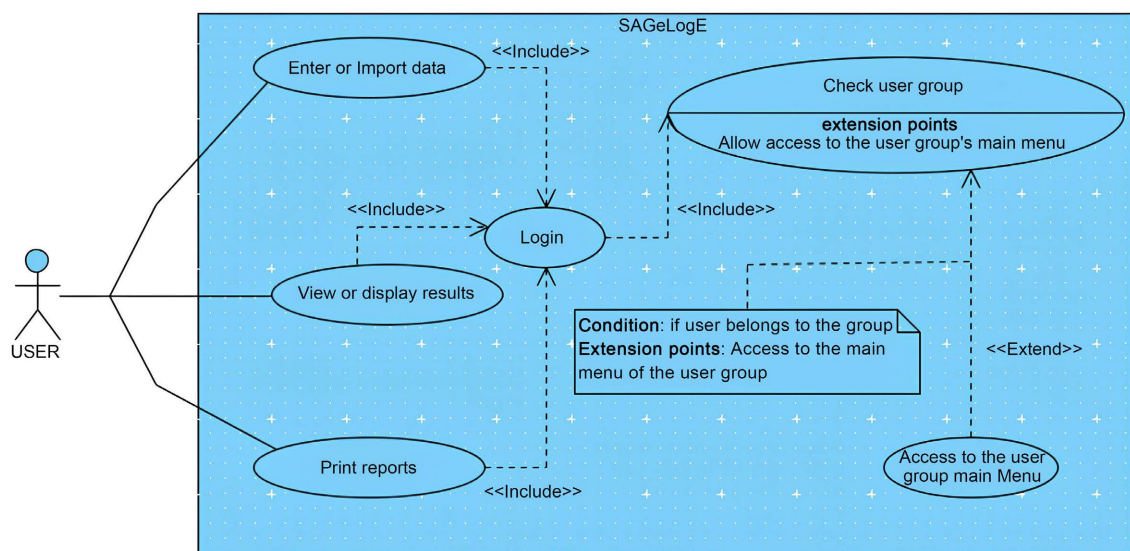 SAGeLogE
Enter or Import data
<<Include>>
Check user group
extension points
Allow access to the user group's main menu
<<Include>>
<<Include>>
Login
View or display results
USER
Condition: if user belongs to the group
Extension points: Access to the main
menu of the user group
<<Extend>>
Print reports
<<Include>>
Access to the user
group main Menu